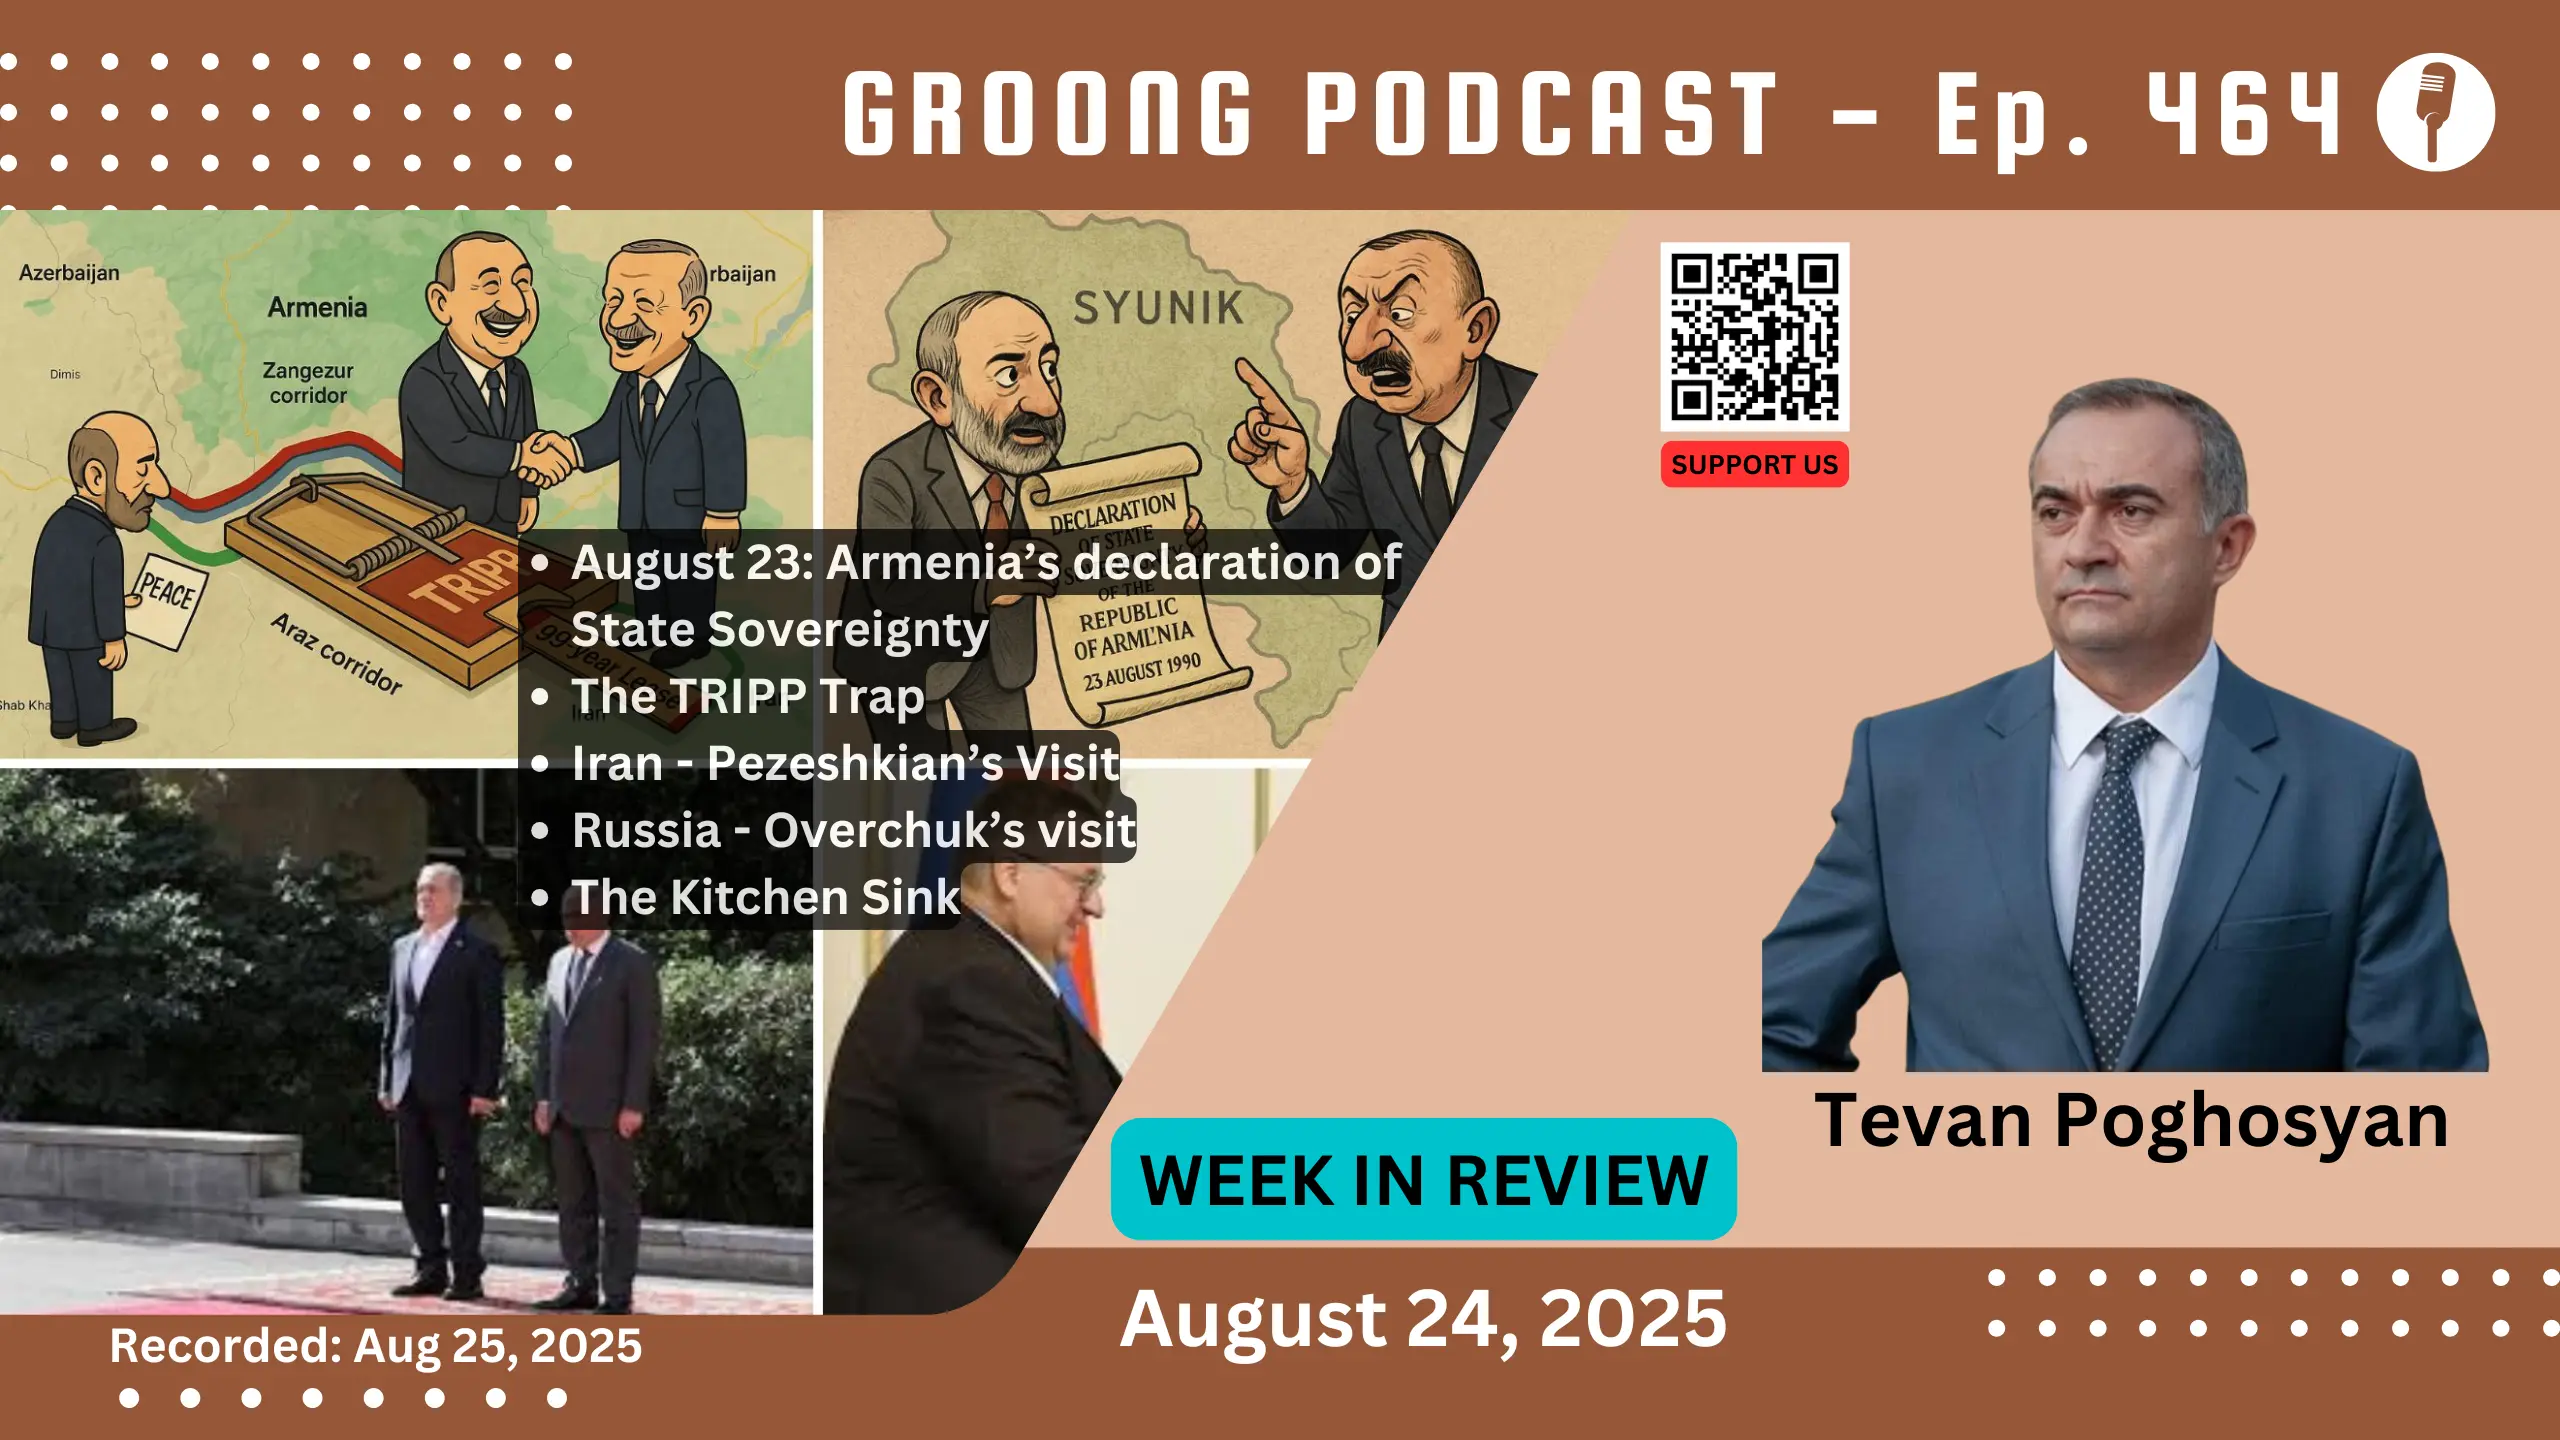 GROONG PODCAST – Ep. 464
Azerbaijan
rbaijan
Armenia
Zangezur
corridor
Dimis
PEACE
TRIPP
99-year Lease
Araz corridor
Shab Kha
Iran
SYUNIK
DECLARATION
OF STATE
OF THE
REPUBLIC
OF ARMENIA
23 AUGUST 1990
• August 23: Armenia’s declaration of
State Sovereignty
• The TRIPP Trap
• Iran - Pezeshkian’s Visit
• Russia - Overchuk’s visit
• The Kitchen Sink
SUPPORT US
Tevan Poghosyan
WEEK IN REVIEW
August 24, 2025
Recorded: Aug 25, 2025